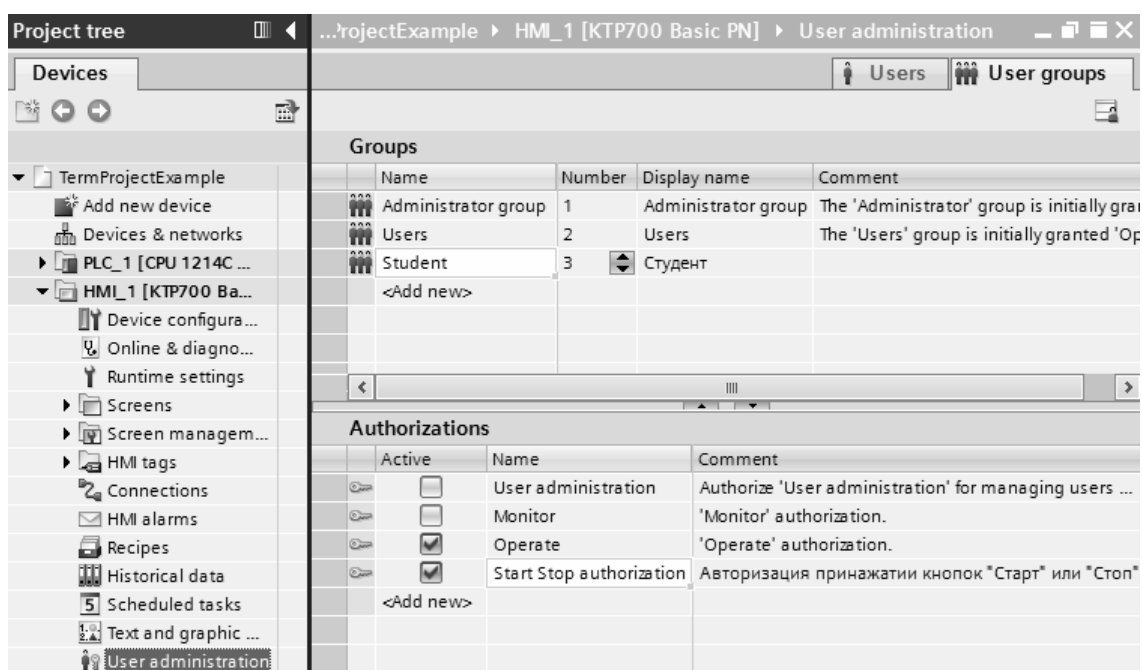 Project tree
...rojectExample ▸ HMI_1 [KTP700 Basic PN] ▸ User administration
Devices
Users
User groups
Groups
Name Number Display name Comment
Administrator group 1 Administrator group The 'Administrator' group is initially gran
Users 2 Users The 'Users' group is initially granted 'Op
Student 3 Студент
<Add new>
TermProjectExample
Add new device
Devices & networks
PLC_1 [CPU 1214C ...
HMI_1 [KTP700 Ba...
Device configura...
Online & diagno...
Runtime settings
Screens
Screen managem...
HMI tags
Connections
HMI alarms
Recipes
Historical data
Scheduled tasks
Text and graphic ...
User administration
Authorizations
Active Name Comment
User administration Authorize 'User administration' for managing users ...
Monitor 'Monitor' authorization.
Operate 'Operate' authorization.
Start Stop authorization Авторизация принажатии кнопок "Старт" или "Стоп"
<Add new>